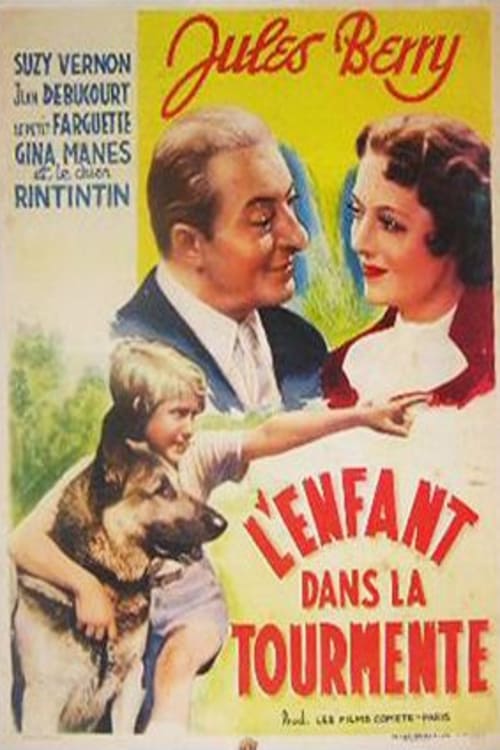 Jules Berry
SUZY VERNON
JEAN DEBUCOURT
LE PETIT FARGUETTE
GINA MANES
et le chien
RINTINTIN
L'ENFANT
DANS LA
TOURMENTE
Prod. LES FILMS COMETE-PARIS